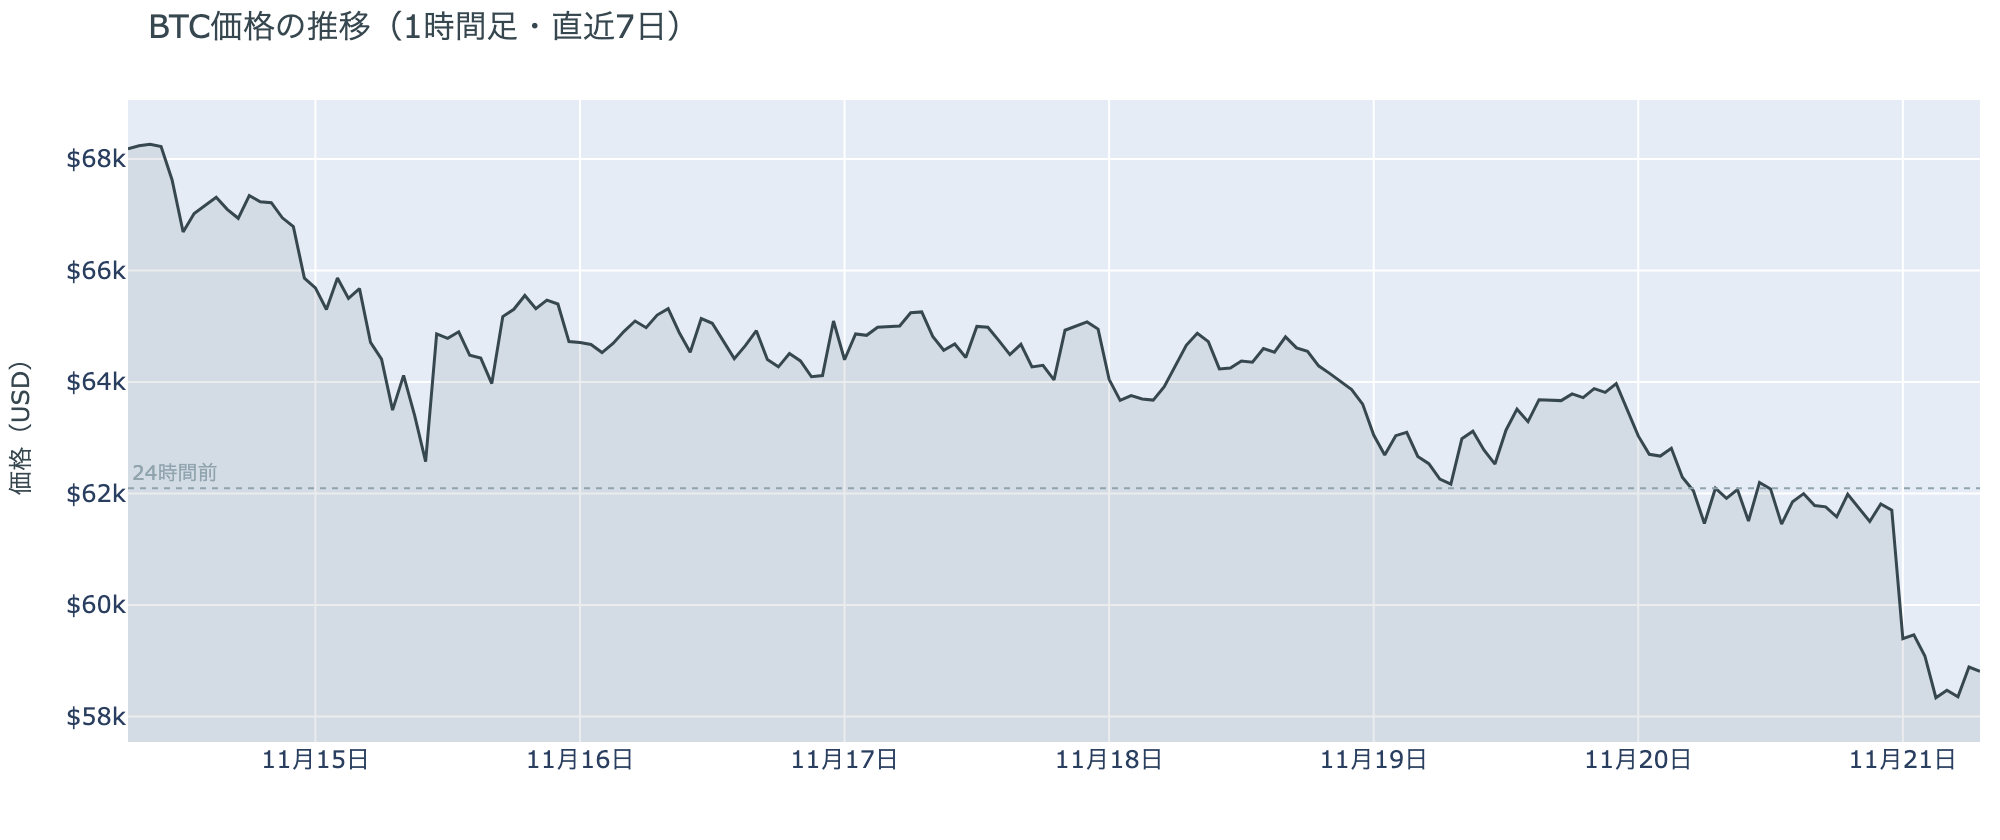 BTC価格の推移（1時間足・直近7日）
価格（USD）
$68k
$66k
$64k
24時間前
$62k
$60k
$58k
11月15日 11月16日 11月17日 11月18日 11月19日 11月20日 11月21日